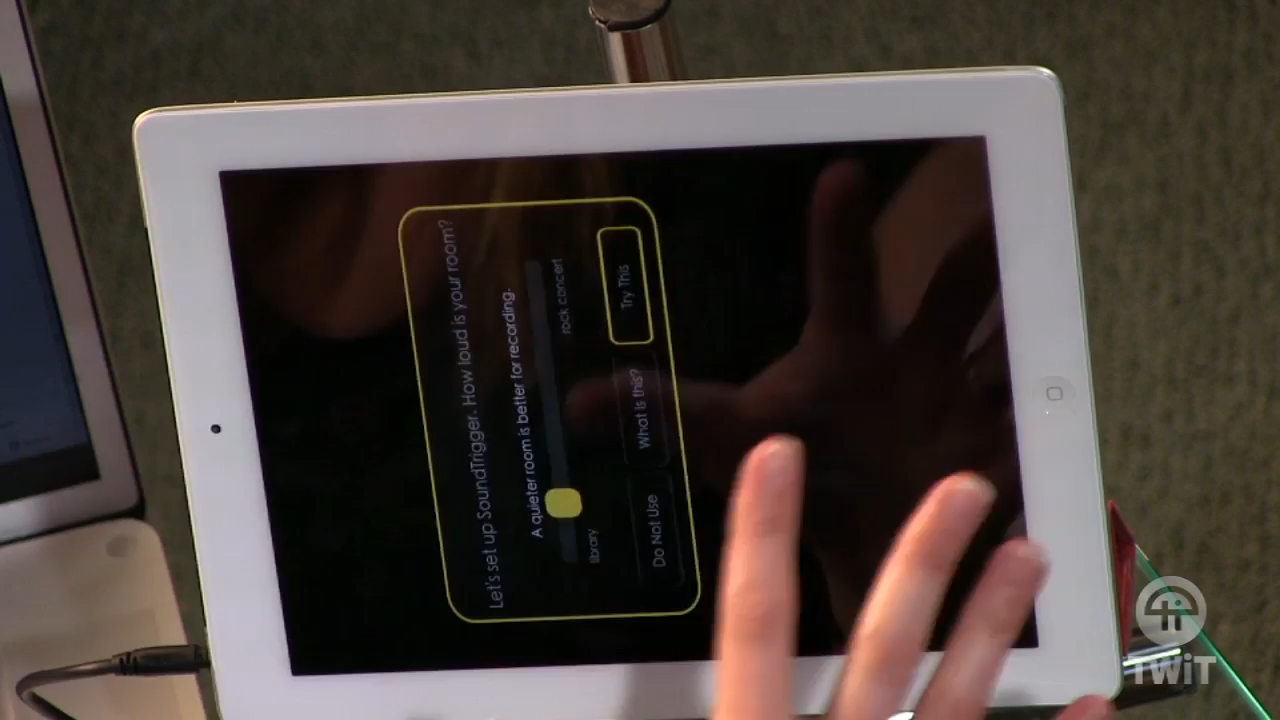 Let's set up SoundTrigger. How loud is your room?
A quieter room is better for recording.
library rock concert
Do Not Use What is this? Try This
TWiT